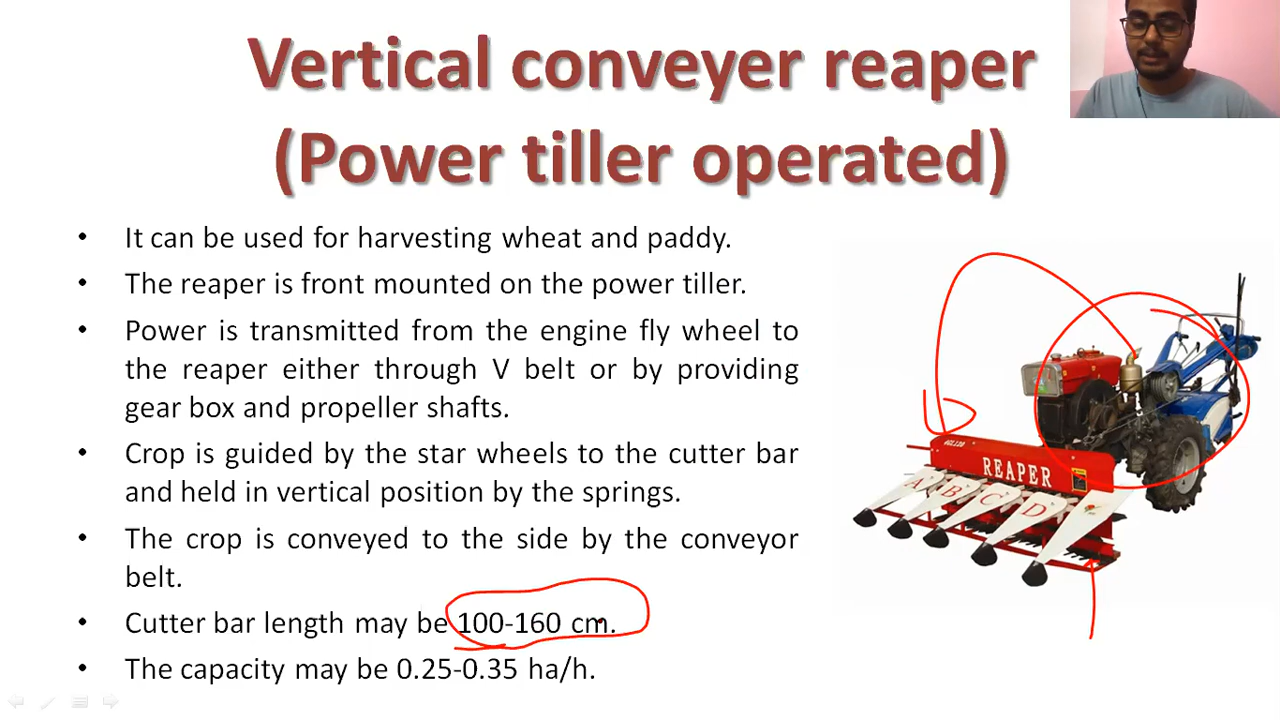 Vertical conveyer reaper
(Power tiller operated)
• It can be used for harvesting wheat and paddy.
• The reaper is front mounted on the power tiller.
• Power is transmitted from the engine fly wheel to
the reaper either through V belt or by providing
gear box and propeller shafts.
• Crop is guided by the star wheels to the cutter bar
and held in vertical position by the springs.
• The crop is conveyed to the side by the conveyor
belt.
• Cutter bar length may be 100-160 cm.
• The capacity may be 0.25-0.35 ha/h.
REAPER
A B C D